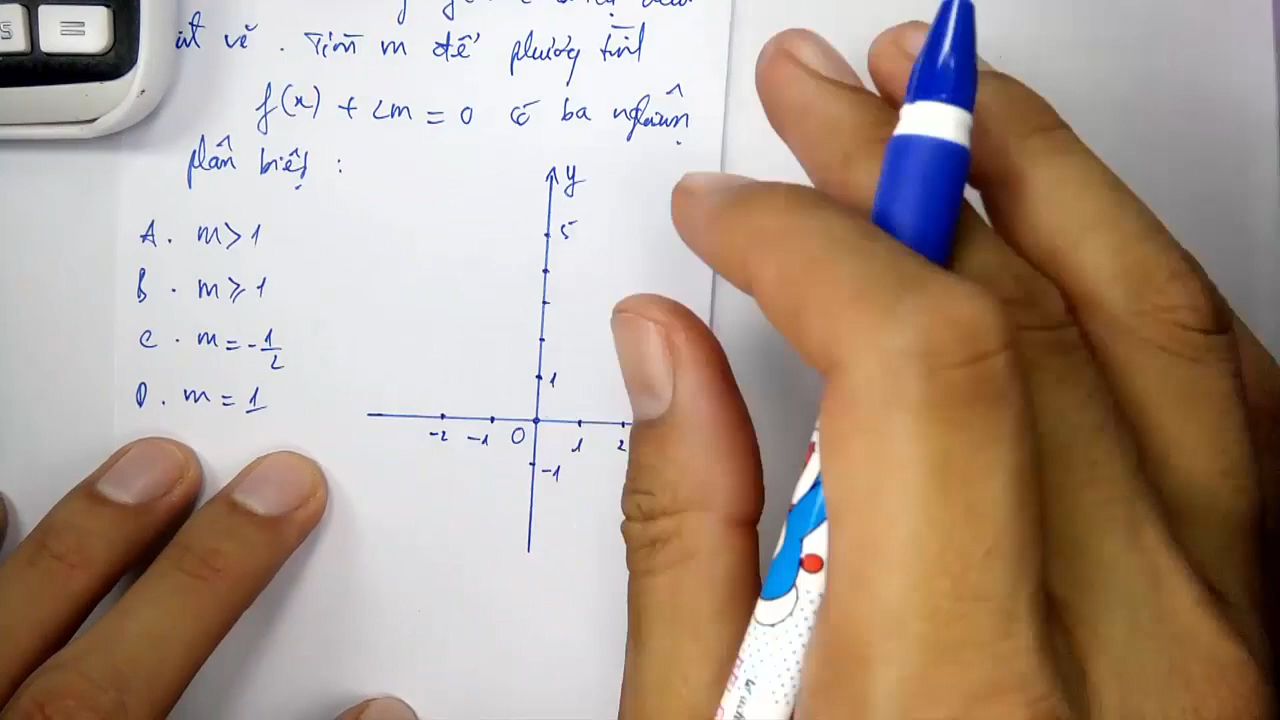 vẽ. Tìm m để phương trình
f(x) + 2m = 0 có ba nghiệm
phân biệt :
y
5
A. m > 1
B. m ⩾ 1
C. m = -1/2
1
D. m = 1
-2 -1 O 1 2
-1